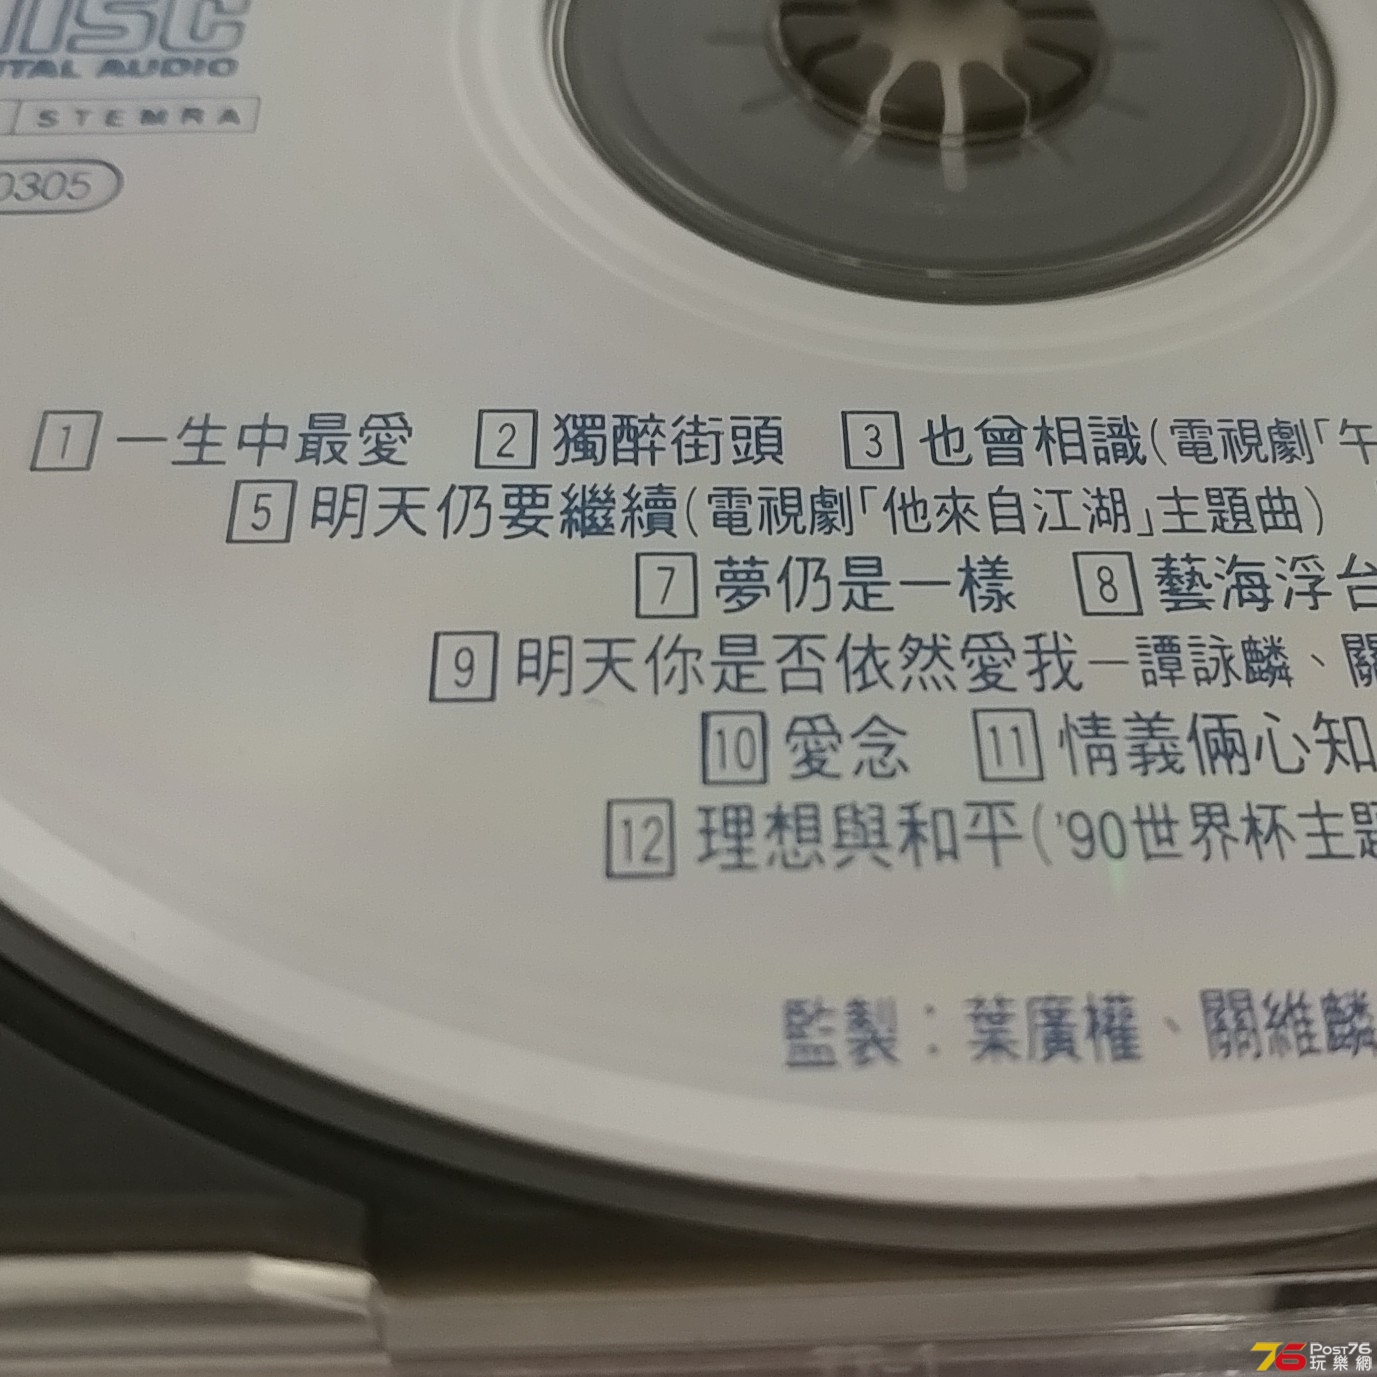 DISC
ITAL AUDIO
STEMRA
0305
1 一生中最愛 2 獨醉街頭 3 也曾相識(電視劇「午
5 明天仍要繼續(電視劇「他來自江湖」主題曲)
7 夢仍是一樣 8 藝海浮台
9 明天你是否依然愛我－譚詠麟、關
10 愛念 11 情義倆心知
12 理想與和平('90世界杯主題
監製：葉廣權、關維麟
76 Post76
玩樂網